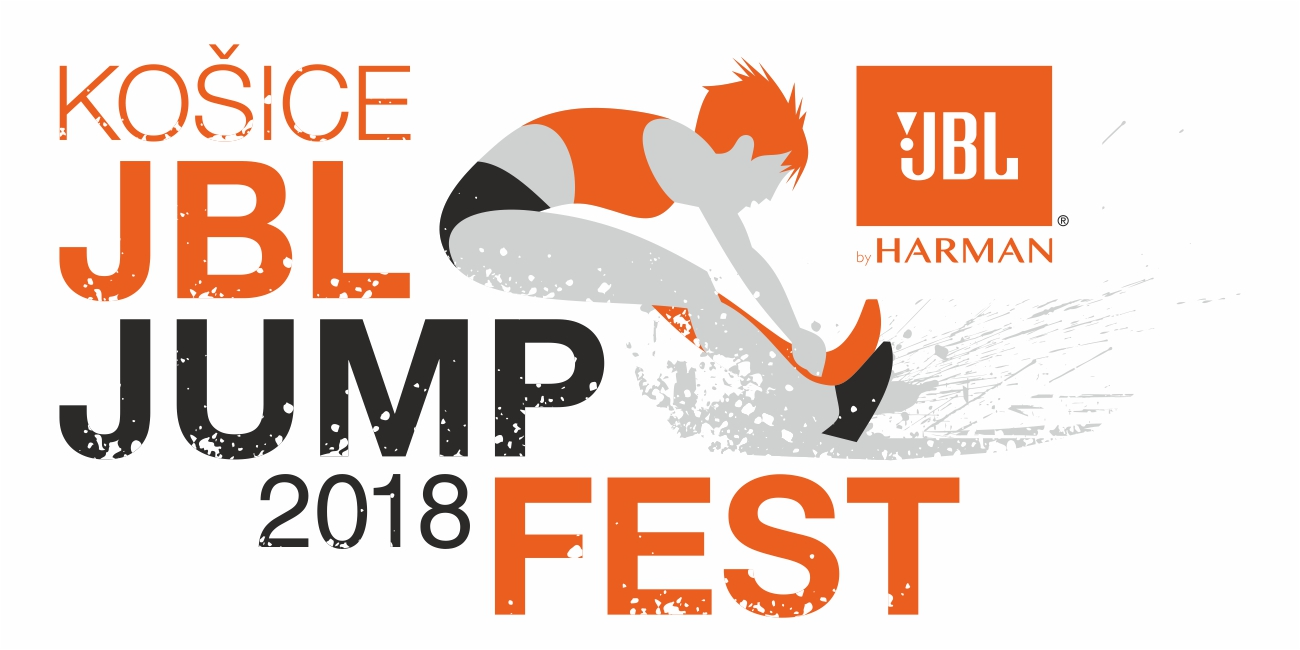 KOŠICE
JBL
JUMP
2018
FEST
JBL
®
by HARMAN